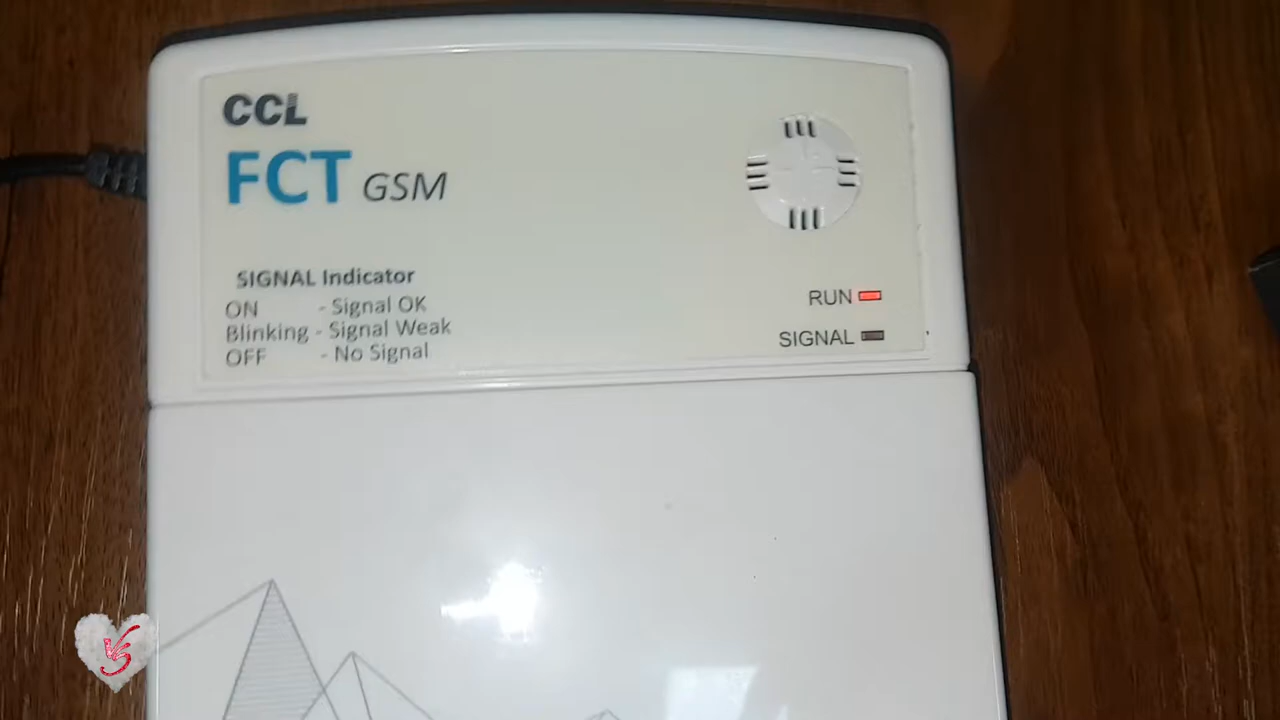 CCL
FCT GSM
SIGNAL Indicator
ON - Signal OK
Blinking - Signal Weak
OFF - No Signal
RUN
SIGNAL